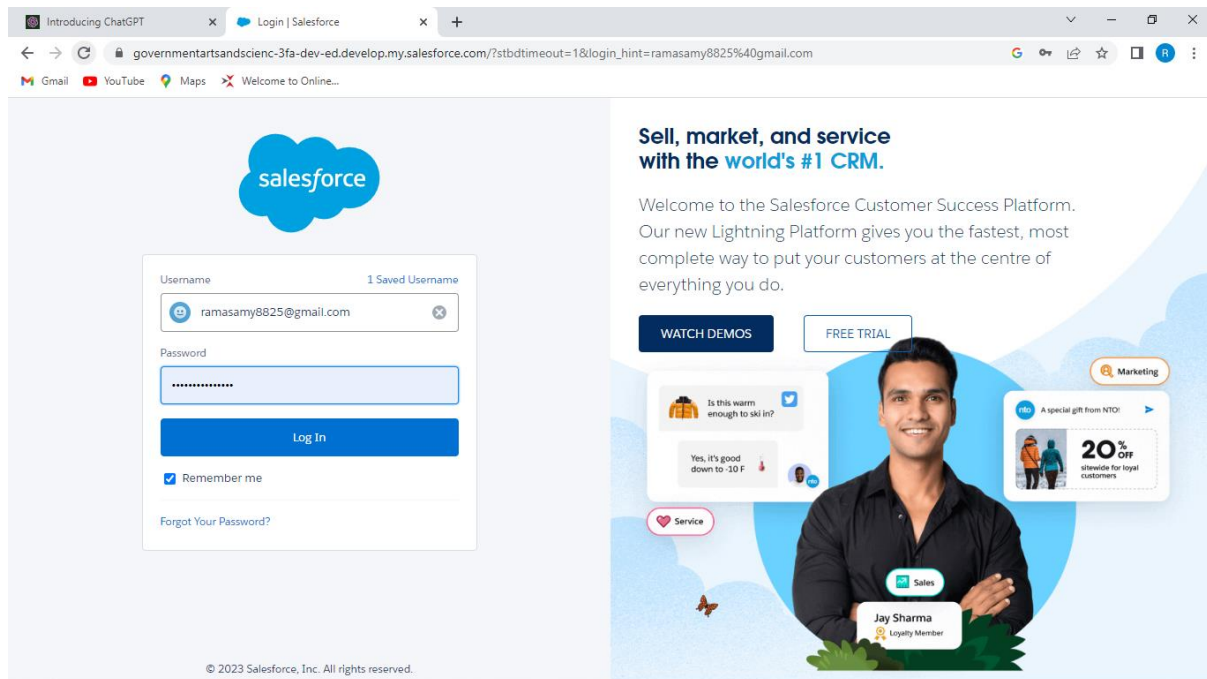 Introducing ChatGPT
Login | Salesforce
governmentartsandscienc-3fa-dev-ed.develop.my.salesforce.com/?stbdtimeout=1&login_hint=ramasamy8825%40gmail.com
R
Gmail YouTube Maps Welcome to Online...
salesforce
Username 1 Saved Username
ramasamy8825@gmail.com
Password
•••••••••••••••
Log In
Remember me
Forgot Your Password?
© 2023 Salesforce, Inc. All rights reserved.
Sell, market, and service
with the world's #1 CRM.
Welcome to the Salesforce Customer Success Platform.
Our new Lightning Platform gives you the fastest, most
complete way to put your customers at the centre of
everything you do.
WATCH DEMOS FREE TRIAL
Is this warm
enough to ski in?
Yes, it's good
down to -10 F
nto
Service
Marketing
nto A special gift from NTO!
20% OFF
sitewide for loyal
customers
Sales
Jay Sharma
Loyalty Member